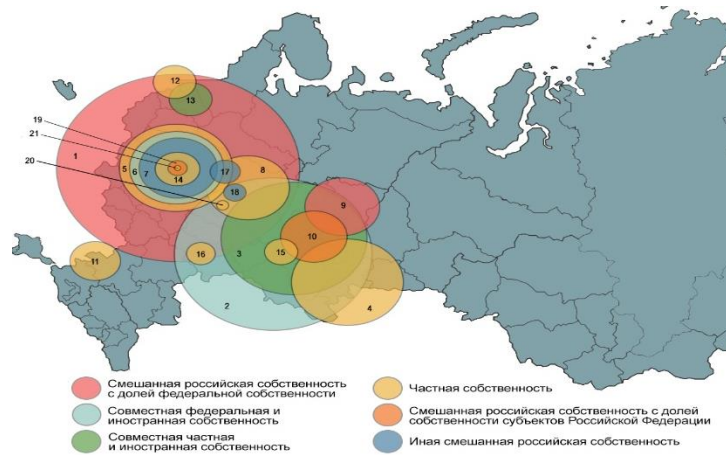 12
13
19
21
1
5
6
7
14
17
8
20
18
9
10
3
15
16
11
2
4
Смешанная российская собственность
с долей федеральной собственности
Совместная федеральная и
иностранная собственность
Совместная частная
и иностранная собственность
Частная собственность
Смешанная российская собственность с долей
собственности субъектов Российской Федерации
Иная смешанная российская собственность